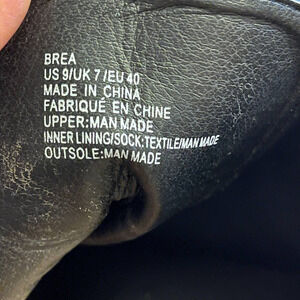 BREA
US 9/UK 7/EU 40
MADE IN CHINA
FABRIQUÉ EN CHINE
UPPER:MAN MADE
INNER LINING/SOCK:TEXTILE/MAN MADE
OUTSOLE:MAN MADE